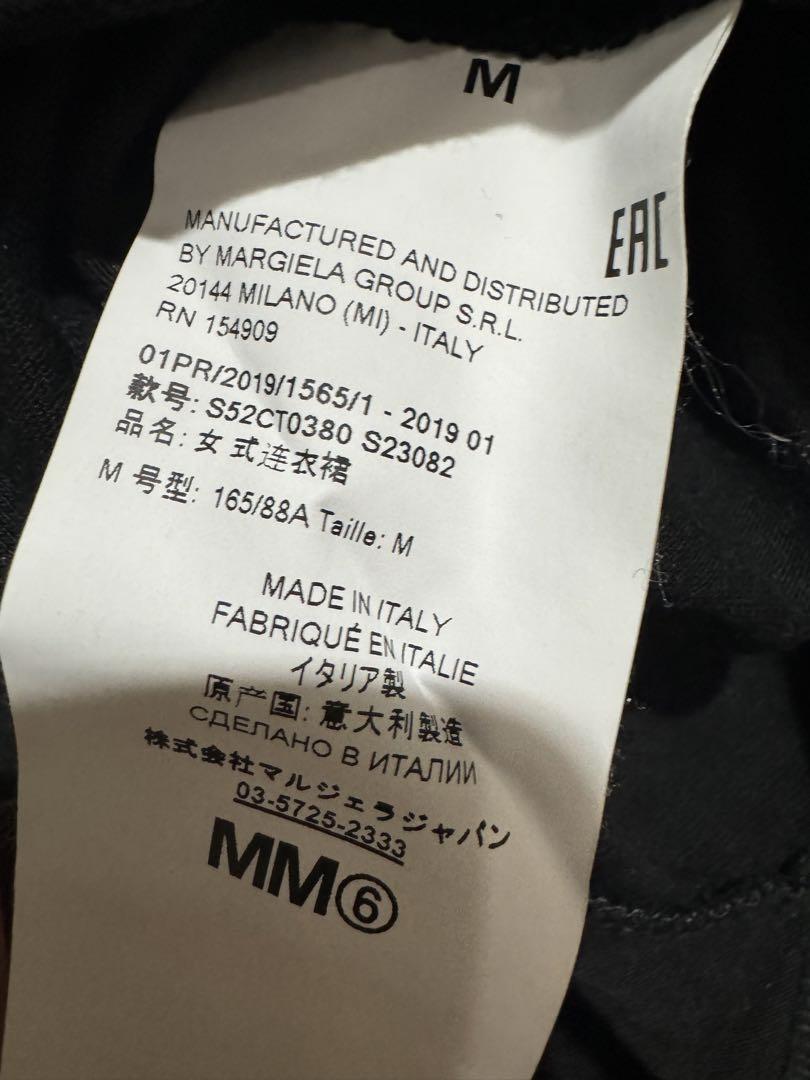 M
EAC
MANUFACTURED AND DISTRIBUTED
BY MARGIELA GROUP S.R.L.
20144 MILANO (MI) - ITALY
RN 154909
01PR/2019/1565/1 - 2019 01
款号: S52CT0380 S23082
品名: 女式连衣裙
M 号型: 165/88A Taille: M
MADE IN ITALY
FABRIQUÉ EN ITALIE
イタリア製
原产国: 意大利製造
СДЕЛАНО В ИТАЛИИ
株式会社マルジェラジャパン
03-5725-2333
MM⑥